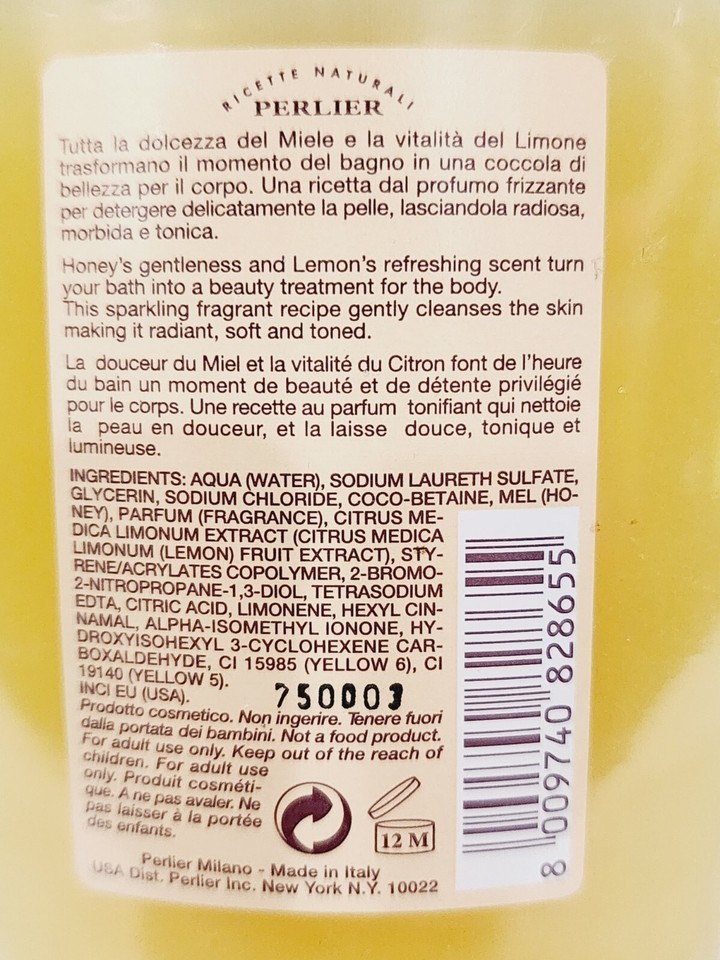 RICETTE NATURALI
PERLIER
Tutta la dolcezza del Miele e la vitalità del Limone
trasformano il momento del bagno in una coccola di
bellezza per il corpo. Una ricetta dal profumo frizzante
per detergere delicatamente la pelle, lasciandola radiosa,
morbida e tonica.
Honey's gentleness and Lemon's refreshing scent turn
your bath into a beauty treatment for the body.
This sparkling fragrant recipe gently cleanses the skin
making it radiant, soft and toned.
La douceur du Miel et la vitalité du Citron font de l'heure
du bain un moment de beauté et de détente privilégié
pour le corps. Une recette au parfum tonifiant qui nettoie
la peau en douceur, et la laisse douce, tonique et
lumineuse.
INGREDIENTS: AQUA (WATER), SODIUM LAURETH SULFATE,
GLYCERIN, SODIUM CHLORIDE, COCO-BETAINE, MEL (HO-
NEY), PARFUM (FRAGRANCE), CITRUS ME-
DICA LIMONUM EXTRACT (CITRUS MEDICA
LIMONUM (LEMON) FRUIT EXTRACT), STY-
RENE/ACRYLATES COPOLYMER, 2-BROMO-
2-NITROPROPANE-1,3-DIOL, TETRASODIUM
EDTA, CITRIC ACID, LIMONENE, HEXYL CIN-
NAMAL, ALPHA-ISOMETHYL IONONE, HY-
DROXYISOHEXYL 3-CYCLOHEXENE CAR-
BOXALDEHYDE, CI 15985 (YELLOW 6), CI
19140 (YELLOW 5).
INCI EU (USA).
750003
Prodotto cosmetico. Non ingerire. Tenere fuori
dalla portata dei bambini. Not a food product.
For adult use only. Keep out of the reach of
children. For adult use
only. Produit cosméti-
que. A ne pas avaler. Ne
pas laisser à la portée
des enfants.
12 M
Perlier Milano - Made in Italy
USA Dist. Perlier Inc. New York N.Y. 10022
8 009740 828655